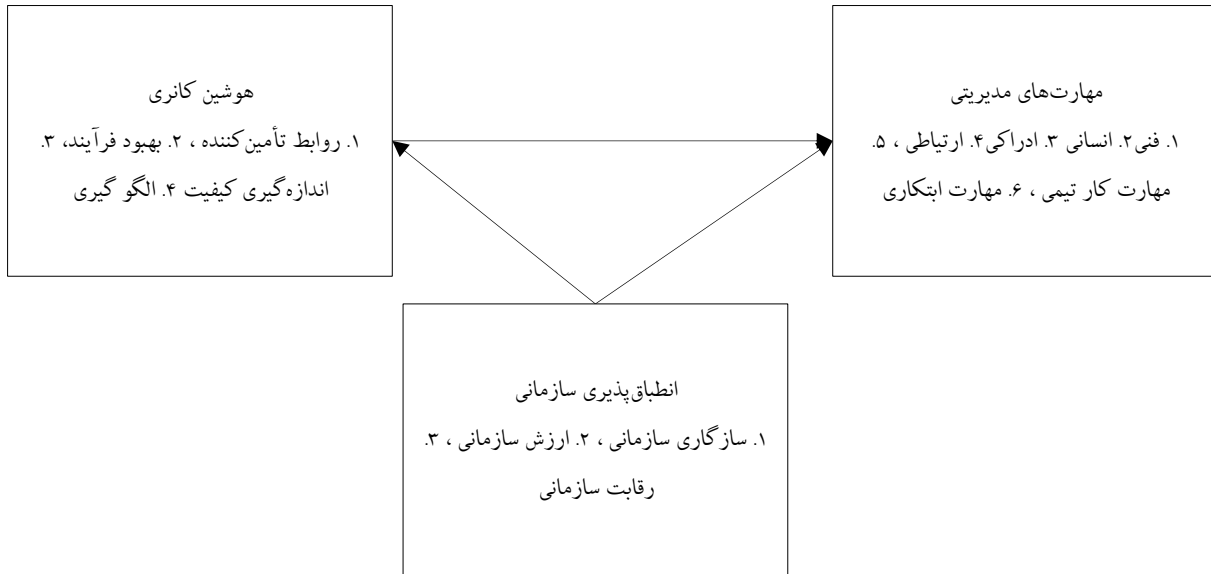 مهارت‌های مدیریتی
۱. فنی۲. انسانی ۳. ادراکی۴. ارتباطی ، ۵.
مهارت کار تیمی ، ۶. مهارت ابتکاری
هوشین کانری
۱. روابط تأمین‌کننده ، ۲. بهبود فرآیند، ۳.
اندازه‌گیری کیفیت ۴. الگو گیری
انطباق‌پذیری سازمانی
۱. سازگاری سازمانی ، ۲. ارزش سازمانی ، ۳.
رقابت سازمانی